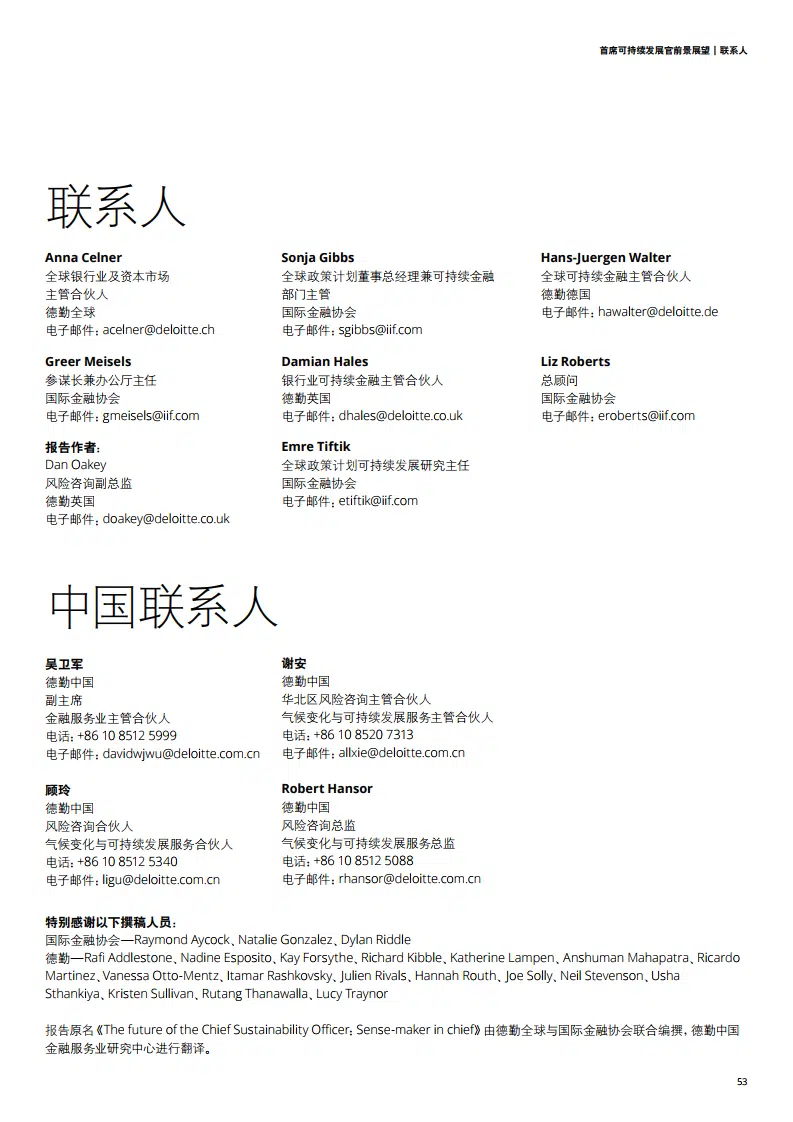 首席可持续发展官前景展望 | 联系人
联系人
Anna Celner
全球银行业及资本市场
主管合伙人
德勤全球
电子邮件：acelner@deloitte.ch
Sonja Gibbs
全球政策计划董事总经理兼可持续金融
部门主管
国际金融协会
电子邮件：sgibbs@iif.com
Hans-Juergen Walter
全球可持续金融主管合伙人
德勤德国
电子邮件：hawalter@deloitte.de
Greer Meisels
参谋长兼办公厅主任
国际金融协会
电子邮件：gmeisels@iif.com
Damian Hales
银行业可持续金融主管合伙人
德勤英国
电子邮件：dhales@deloitte.co.uk
Liz Roberts
总顾问
国际金融协会
电子邮件：eroberts@iif.com
报告作者：
Dan Oakey
风险咨询副总监
德勤英国
电子邮件：doakey@deloitte.co.uk
Emre Tiftik
全球政策计划可持续发展研究主任
国际金融协会
电子邮件：etiftik@iif.com
中国联系人
吴卫军
德勤中国
副主席
金融服务业主管合伙人
电话：+86 10 8512 5999
电子邮件：davidwjwu@deloitte.com.cn
谢安
德勤中国
华北区风险咨询主管合伙人
气候变化与可持续发展服务主管合伙人
电话：+86 10 8520 7313
电子邮件：allxie@deloitte.com.cn
顾玲
德勤中国
风险咨询合伙人
气候变化与可持续发展服务合伙人
电话：+86 10 8512 5340
电子邮件：ligu@deloitte.com.cn
Robert Hansor
德勤中国
风险咨询总监
气候变化与可持续发展服务总监
电话：+86 10 8512 5088
电子邮件：rhansor@deloitte.com.cn
特别感谢以下撰稿人员：
国际金融协会—Raymond Aycock、Natalie Gonzalez、Dylan Riddle
德勤—Rafi Addlestone、Nadine Esposito、Kay Forsythe、Richard Kibble、Katherine Lampen、Anshuman Mahapatra、Ricardo
Martinez、Vanessa Otto-Mentz、Itamar Rashkovsky、Julien Rivals、Hannah Routh、Joe Solly、Neil Stevenson、Usha
Sthankiya、Kristen Sullivan、Rutang Thanawalla、Lucy Traynor
报告原名《The future of the Chief Sustainability Officer：Sense-maker in chief》由德勤全球与国际金融协会联合编撰，德勤中国
金融服务业研究中心进行翻译。
53